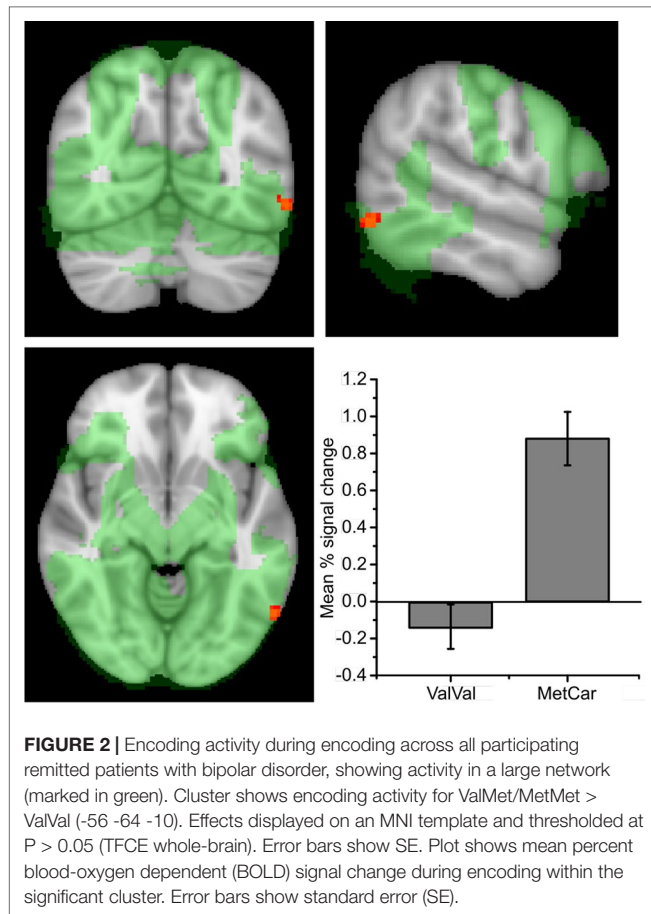 1.2
1.0
0.8
0.6
0.4
0.2
0.0
-0.2
-0.4
Mean % signal change
ValVal MetCar
FIGURE 2 | Encoding activity during encoding across all participating
remitted patients with bipolar disorder, showing activity in a large network
(marked in green). Cluster shows encoding activity for ValMet/MetMet >
ValVal (-56 -64 -10). Effects displayed on an MNI template and thresholded at
P > 0.05 (TFCE whole-brain). Error bars show SE. Plot shows mean percent
blood-oxygen dependent (BOLD) signal change during encoding within the
significant cluster. Error bars show standard error (SE).